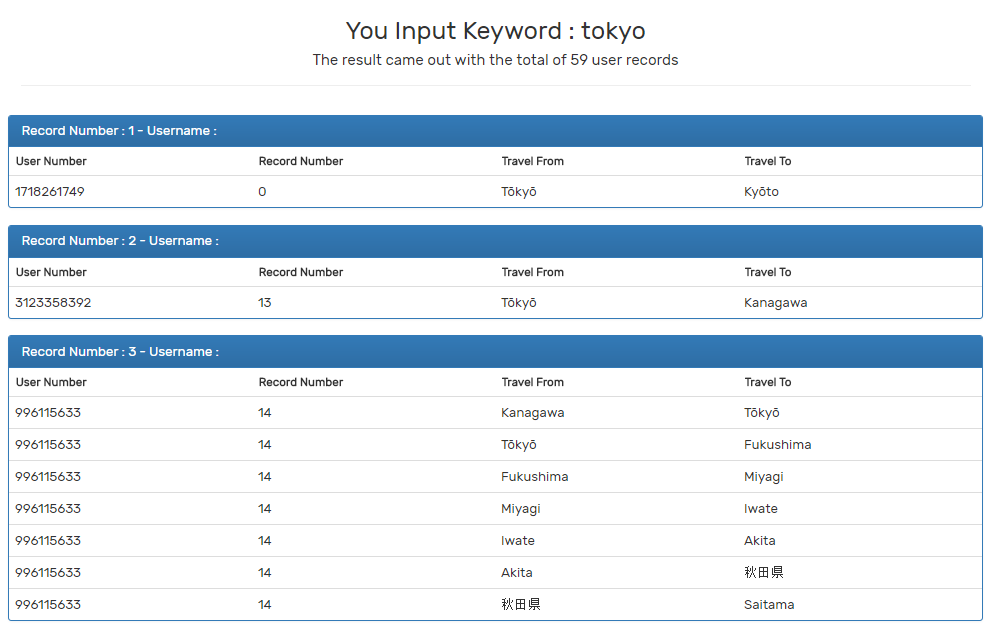 You Input Keyword : tokyo
The result came out with the total of 59 user records
Record Number : 1 - Username :
User Number Record Number Travel From Travel To
1718261749 0 Tōkyō Kyōto
Record Number : 2 - Username :
User Number Record Number Travel From Travel To
3123358392 13 Tōkyō Kanagawa
Record Number : 3 - Username :
User Number Record Number Travel From Travel To
996115633 14 Kanagawa Tōkyō
996115633 14 Tōkyō Fukushima
996115633 14 Fukushima Miyagi
996115633 14 Miyagi Iwate
996115633 14 Iwate Akita
996115633 14 Akita 秋田県
996115633 14 秋田県 Saitama